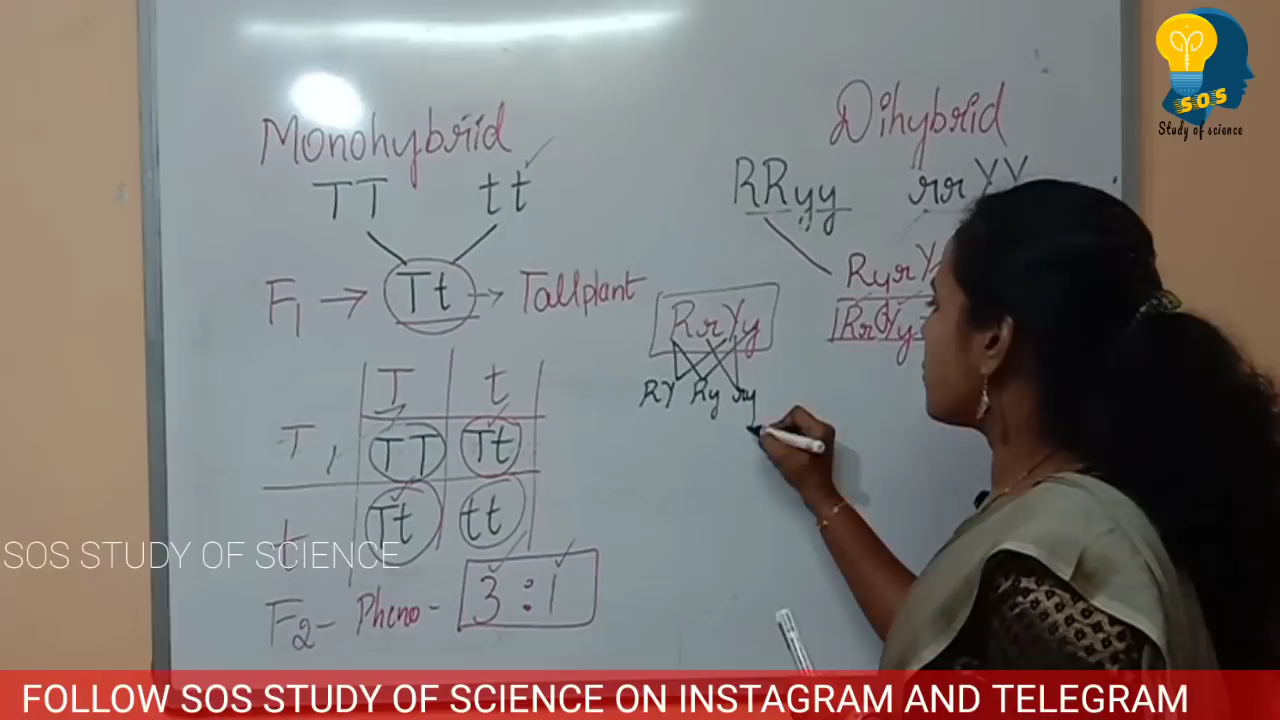 Monohybriid
TT tt
F1 → Tt → Tallplant
T t
T TT Tt
t Tt tt
F2- Pheno - 3:1
Dihybrid
RRyy rrYY
RyrY
RrYy
RrYy
RY Ry ry
SOS
Study of science
SOS STUDY OF SCIENCE
FOLLOW SOS STUDY OF SCIENCE ON INSTAGRAM AND TELEGRAM